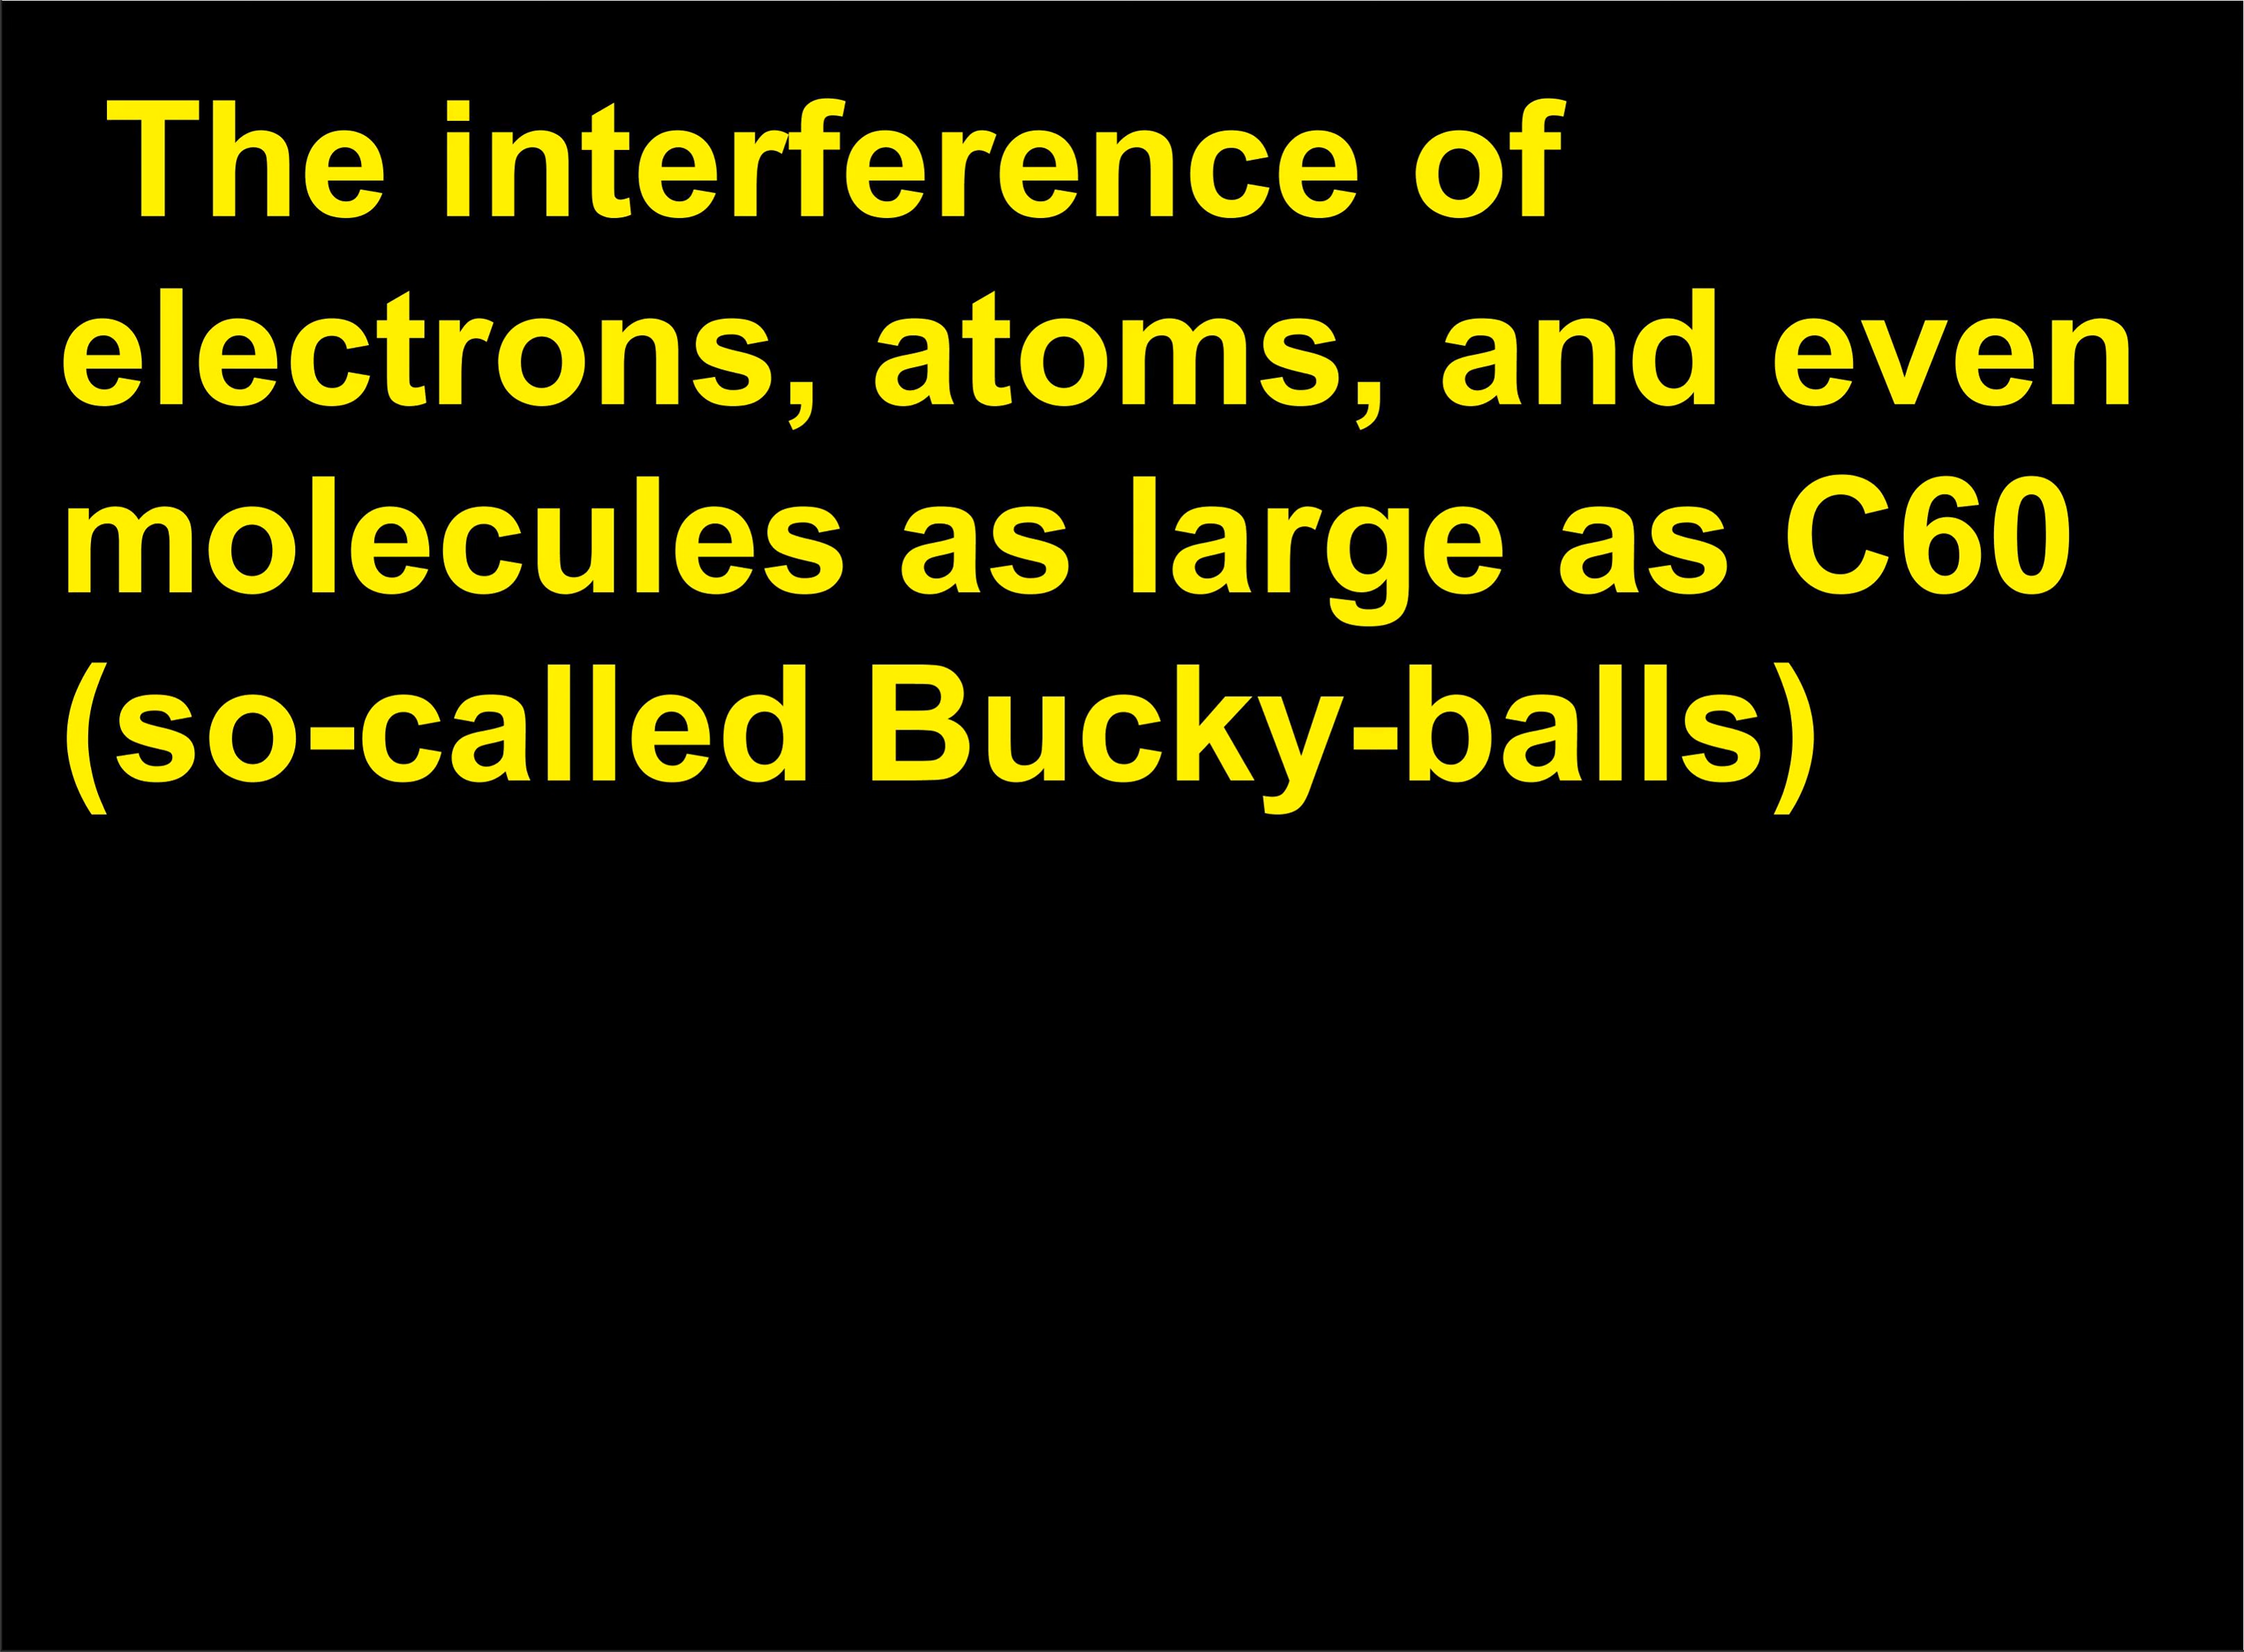 The interference of
electrons, atoms, and even
molecules as large as C60
(so-called Bucky-balls)